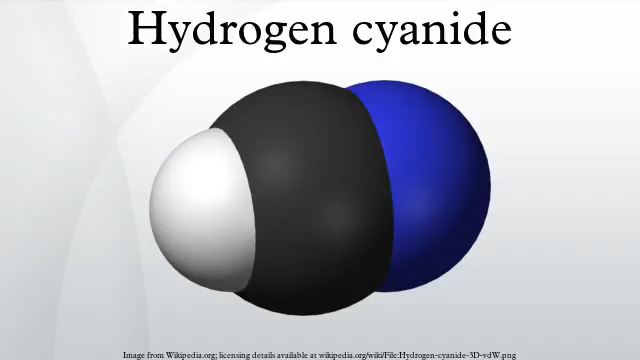 Hydrogen cyanide
Image from Wikipedia.org; licensing details available at wikipedia.org/wiki/File:Hydrogen-cyanide-3D-vdW.png